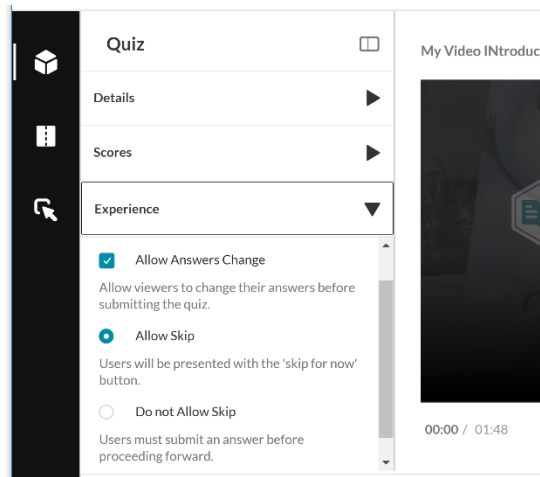 Quiz
Details
Scores
Experience
Allow Answers Change
Allow viewers to change their answers before
submitting the quiz.
Allow Skip
Users will be presented with the 'skip for now'
button.
Do not Allow Skip
Users must submit an answer before
proceeding forward.
My Video INtroduc
00:00 / 01:48